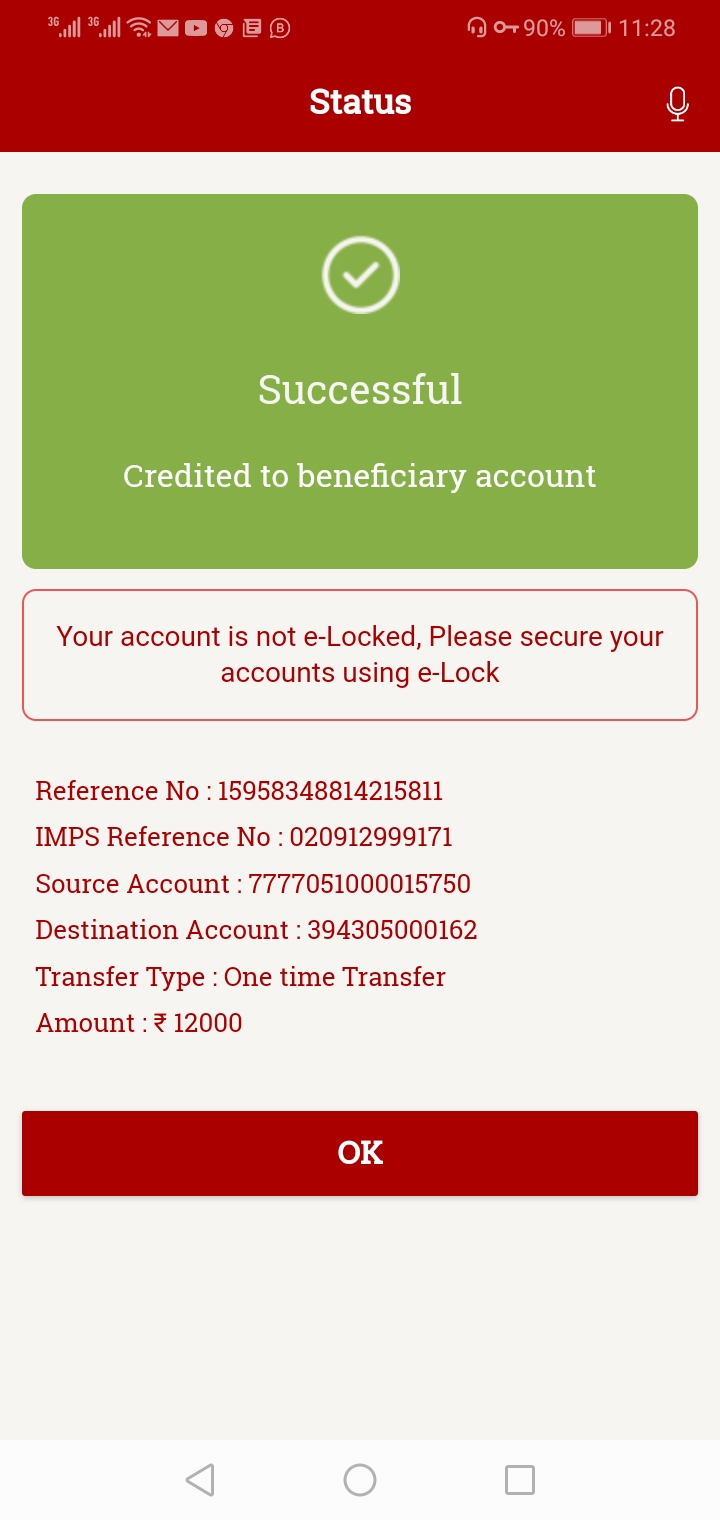 3G 3G B 90% 11:28
Status
Successful
Credited to beneficiary account
Your account is not e-Locked, Please secure your
accounts using e-Lock
Reference No : 15958348814215811
IMPS Reference No : 020912999171
Source Account : 7777051000015750
Destination Account : 394305000162
Transfer Type : One time Transfer
Amount : ₹ 12000
OK